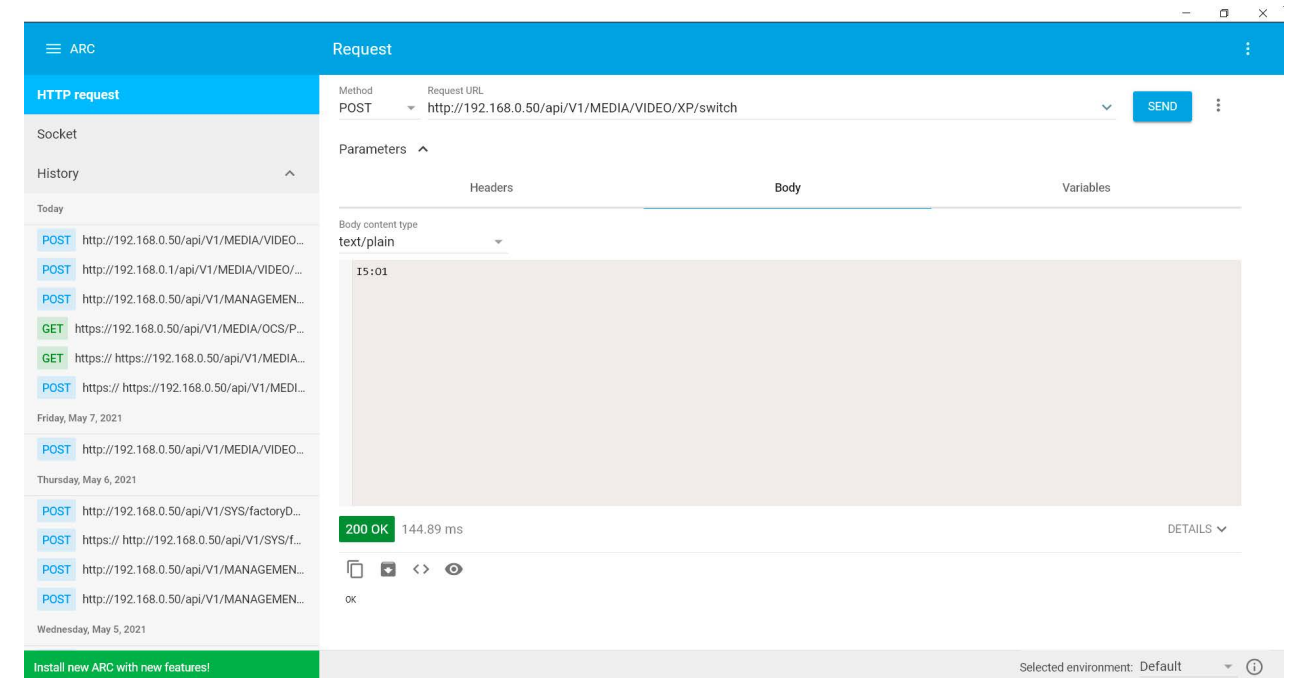 ARC
Request
HTTP request
Socket
History
Today
POST http://192.168.0.50/api/V1/MEDIA/VIDEO...
POST http://192.168.0.1/api/V1/MEDIA/VIDEO/...
POST http://192.168.0.50/api/V1/MANAGEMEN...
GET https://192.168.0.50/api/V1/MEDIA/OCS/P...
GET https:// https://192.168.0.50/api/V1/MEDIA...
POST https:// https://192.168.0.50/api/V1/MEDI...
Friday, May 7, 2021
POST http://192.168.0.50/api/V1/MEDIA/VIDEO...
Thursday, May 6, 2021
POST http://192.168.0.50/api/V1/SYS/factoryD...
POST https:// http://192.168.0.50/api/V1/SYS/f...
POST http://192.168.0.50/api/V1/MANAGEMEN...
POST http://192.168.0.50/api/V1/MANAGEMEN...
Wednesday, May 5, 2021
Install new ARC with new features!
Method Request URL
POST http://192.168.0.50/api/V1/MEDIA/VIDEO/XP/switch SEND
Parameters
Headers Body Variables
Body content type
text/plain
I5:O1
200 OK 144.89 ms DETAILS
OK
Selected environment: Default